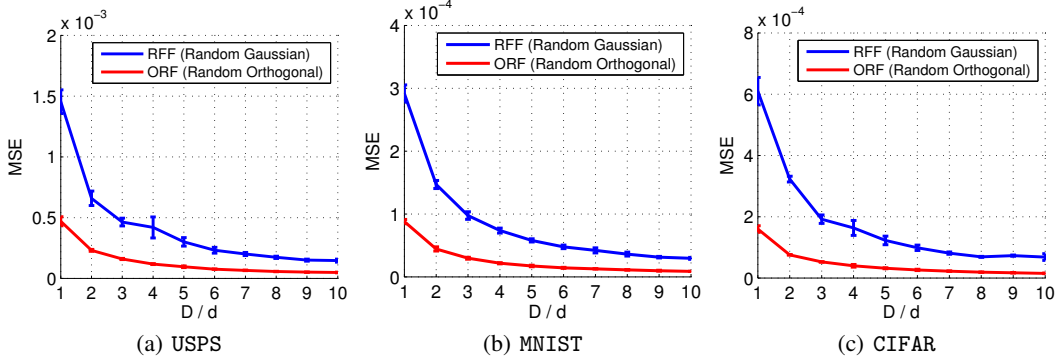 x 10⁻³
2
1.5
1
0.5
0
MSE
RFF (Random Gaussian)
ORF (Random Orthogonal)
1 2 3 4 5 6 7 8 9 10
D / d
(a) USPS
x 10⁻⁴
4
3
2
1
0
MSE
RFF (Random Gaussian)
ORF (Random Orthogonal)
1 2 3 4 5 6 7 8 9 10
D / d
(b) MNIST
x 10⁻⁴
8
6
4
2
0
MSE
RFF (Random Gaussian)
ORF (Random Orthogonal)
1 2 3 4 5 6 7 8 9 10
D / d
(c) CIFAR